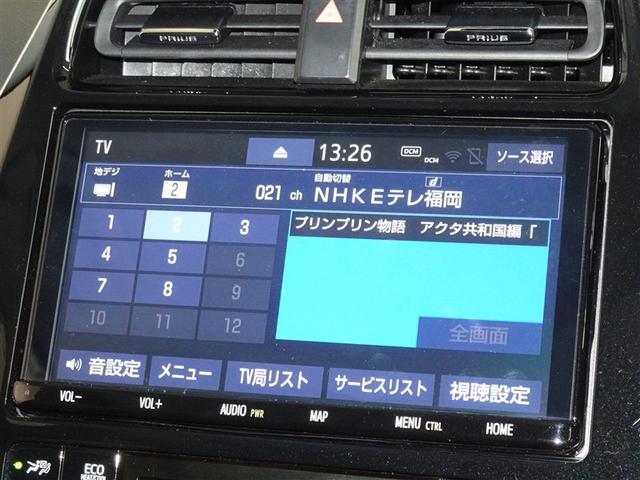 PRIUS
PRIUS
TV
13:26
DCM
DCM
ソース選択
地デジ
ホーム
2
021 ch
自動切替
d
NHKEテレ福岡
1
2
3
プリンプリン物語 アクタ共和国編「
4
5
6
7
8
9
10
11
12
全画面
音設定
メニュー
TV局リスト
サービスリスト
視聴設定
VOL-
VOL+
AUDIO PWR
MAP
MENU CTRL
HOME
ECO
HEAT/COOL